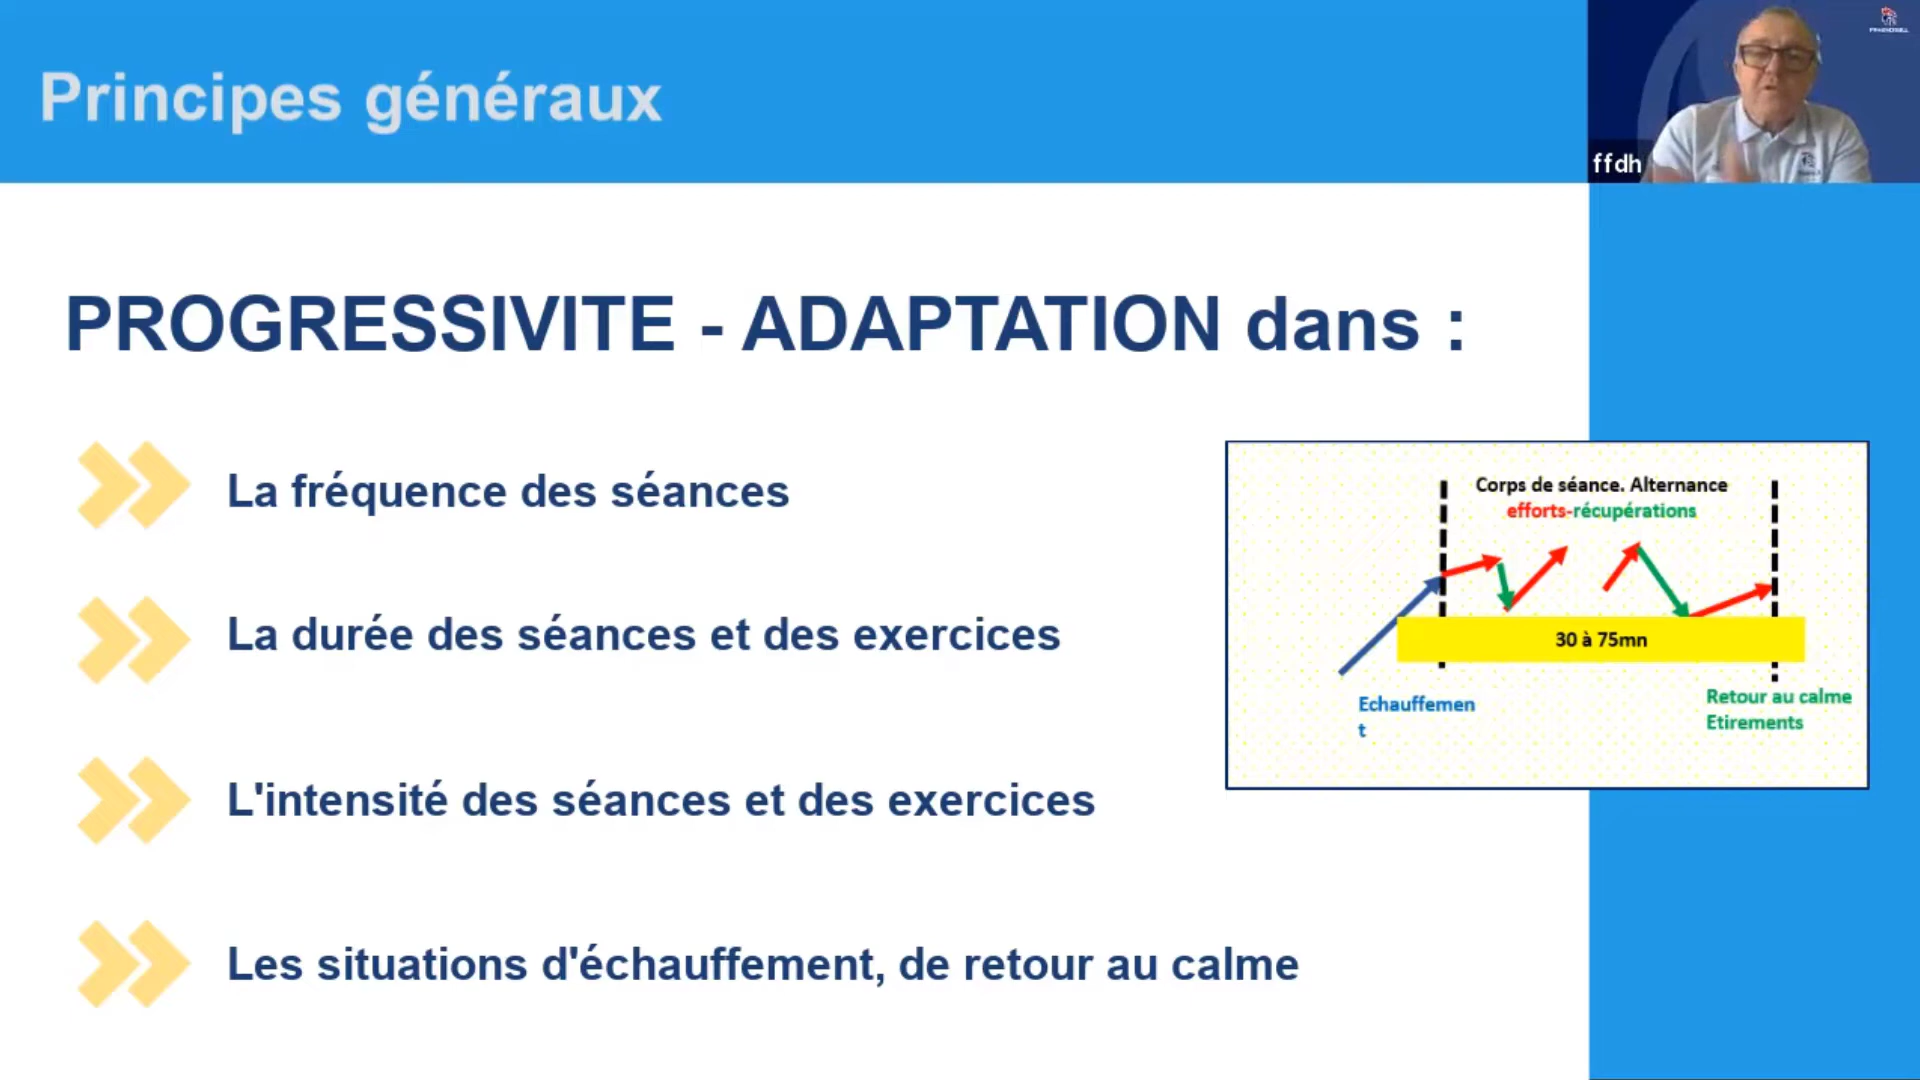 Principes généraux
ffdh
PROGRESSIVITE - ADAPTATION dans :
La fréquence des séances
La durée des séances et des exercices
L'intensité des séances et des exercices
Les situations d'échauffement, de retour au calme
Corps de séance. Alternance
efforts-récupérations
30 à 75mn
Echauffemen
t
Retour au calme
Etirements